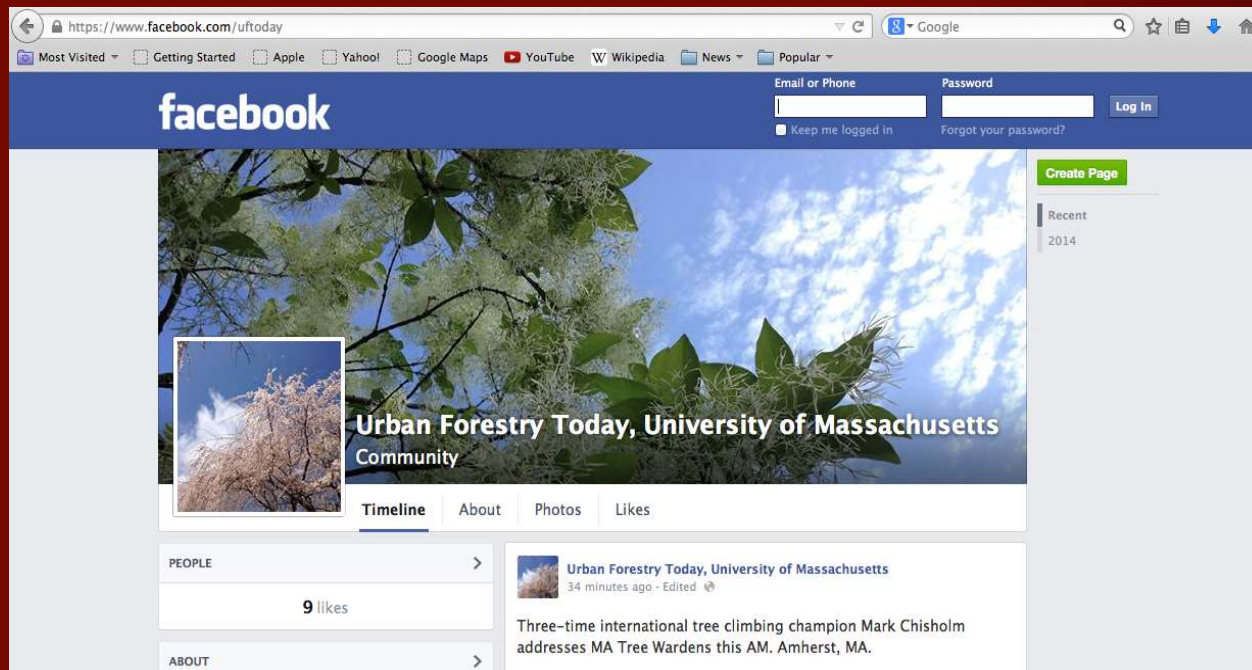 https://www.facebook.com/uftoday
Google
Most Visited
Getting Started
Apple
Yahoo!
Google Maps
YouTube
W Wikipedia
News
Popular
facebook
Email or Phone
Password
Log In
Keep me logged in
Forgot your password?
Create Page
Recent
2014
Urban Forestry Today, University of Massachusetts
Community
Timeline
About
Photos
Likes
PEOPLE
9 likes
ABOUT
Urban Forestry Today, University of Massachusetts
34 minutes ago · Edited
Three-time international tree climbing champion Mark Chisholm
addresses MA Tree Wardens this AM. Amherst, MA.